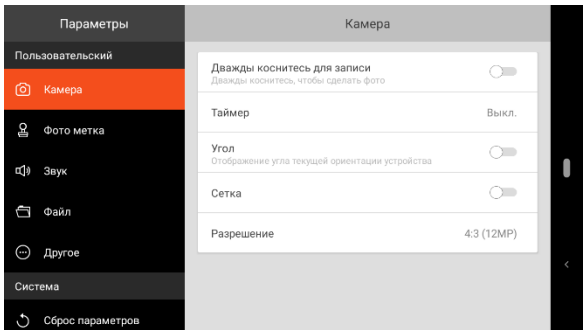 Параметры
Пользовательский
Камера
Фото метка
Звук
Файл
Другое
Система
Сброс параметров
Камера
Дважды коснитесь для записи
Дважды коснитесь, чтобы сделать фото
Таймер Выкл.
Угол
Отображение угла текущей ориентации устройства
Сетка
Разрешение 4:3 (12MP)